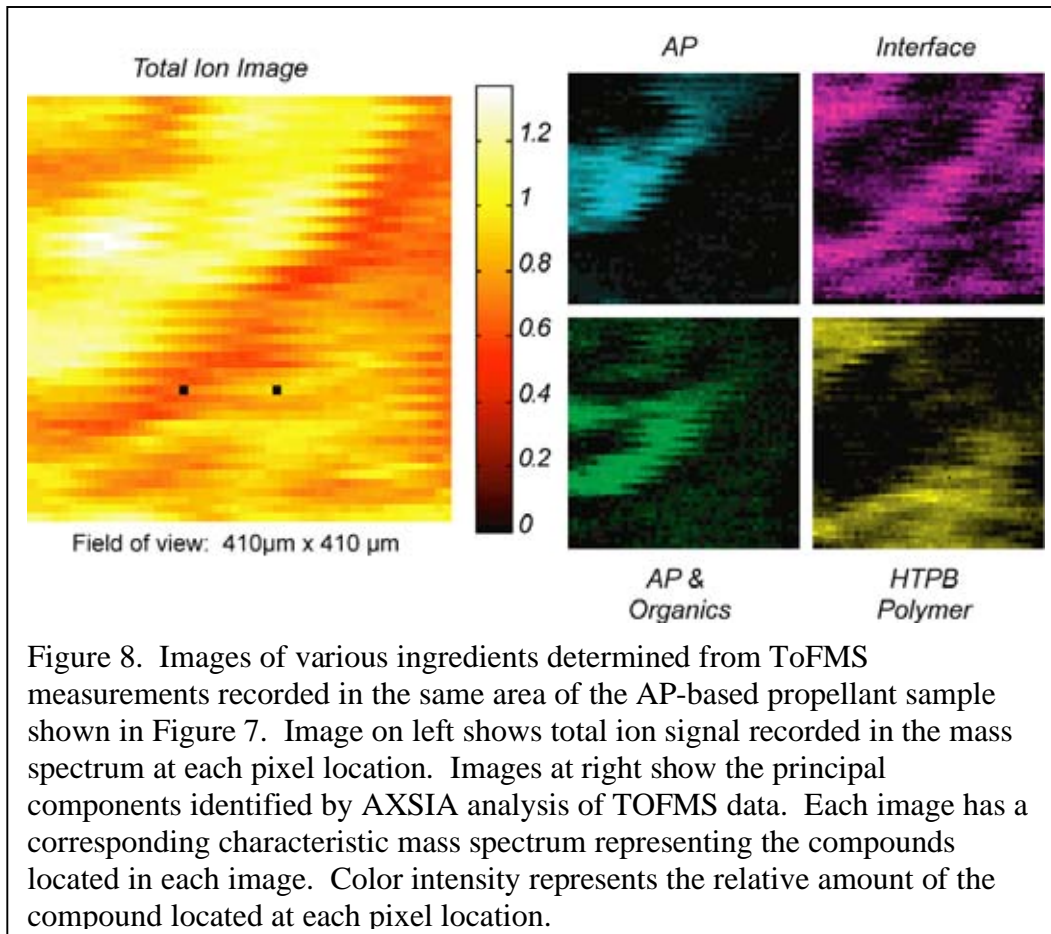 Total Ion Image
AP
Interface
1.2
1
0.8
0.6
0.4
0.2
0
Field of view: 410µm x 410 µm
AP &
Organics
HTPB
Polymer
Figure 8. Images of various ingredients determined from ToFMS
measurements recorded in the same area of the AP-based propellant sample
shown in Figure 7. Image on left shows total ion signal recorded in the mass
spectrum at each pixel location. Images at right show the principal
components identified by AXSIA analysis of TOFMS data. Each image has a
corresponding characteristic mass spectrum representing the compounds
located in each image. Color intensity represents the relative amount of the
compound located at each pixel location.